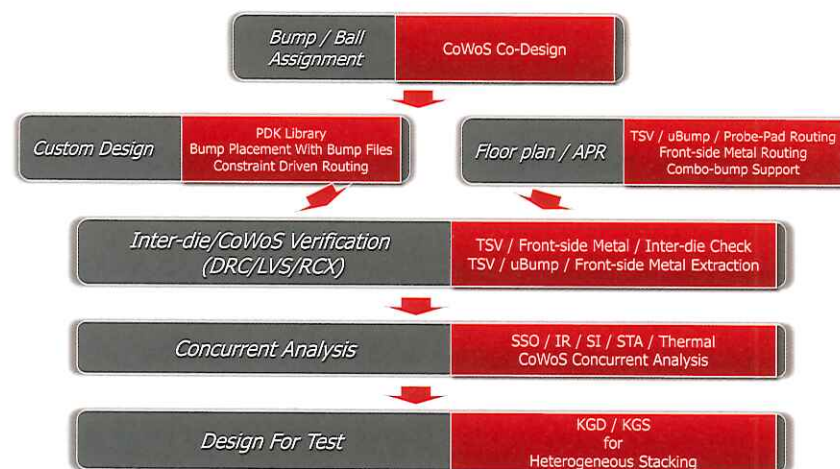 Bump / Ball
Assignment
CoWoS Co-Design
Custom Design
PDK Library
Bump Placement With Bump Files
Constraint Driven Routing
Floor plan / APR
TSV / uBump / Probe-Pad Routing
Front-side Metal Routing
Combo-bump Support
Inter-die/CoWoS Verification
(DRC/LVS/RCX)
TSV / Front-side Metal / Inter-die Check
TSV / uBump / Front-side Metal Extraction
Concurrent Analysis
SSO / IR / SI / STA / Thermal
CoWoS Concurrent Analysis
Design For Test
KGD / KGS
for
Heterogeneous Stacking